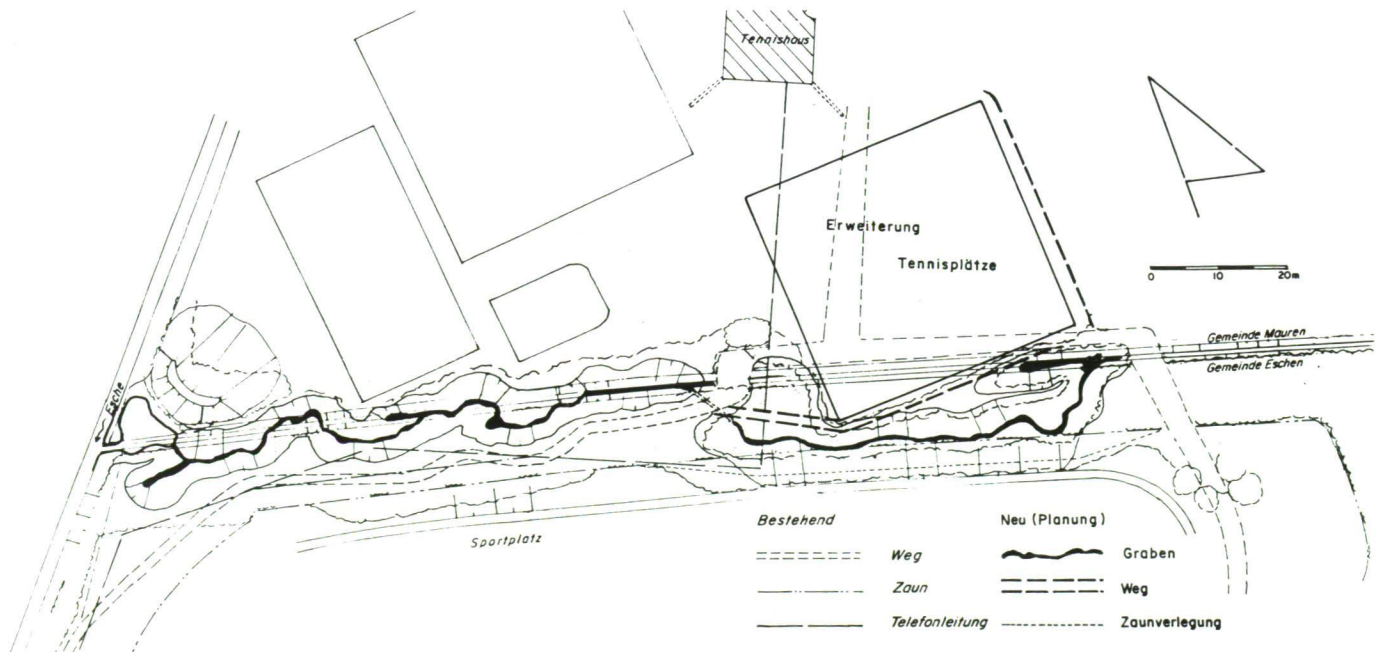 Tennishaus
Erweiterung
Tennisplätze
0 10 20m
Gemeinde Mauren
Gemeinde Eschen
Esche
Sportplatz
Bestehend
Weg
Zaun
Telefonleitung
Neu (Planung)
Graben
Weg
Zaunverlegung